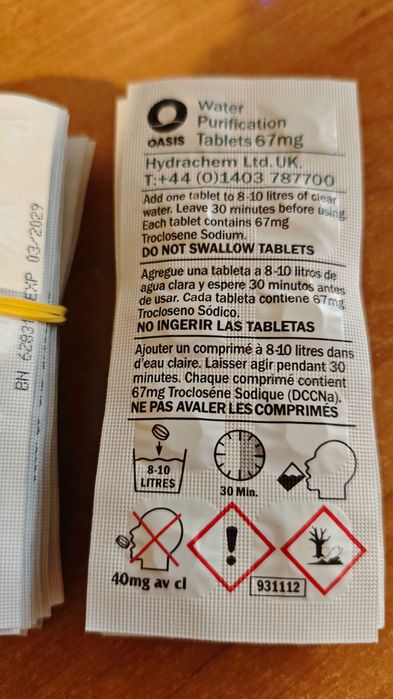 OASIS
Water
Purification
Tablets 67mg
Hydrachem Ltd.UK.
T:+44 (0)1403 787700
Add one tablet to 8-10 litres of clear
water. Leave 30 minutes before using.
Each tablet contains 67mg
Troclosene Sodium.
DO NOT SWALLOW TABLETS
Agregue una tableta a 8-10 litros de
agua clara y espere 30 minutos antes
de usar. Cada tableta contiene 67mg
Trocloseno Sódico.
NO INGERIR LAS TABLETAS
Ajouter un comprimé à 8-10 litres dans
d'eau claire. Laisser agir pendant 30
minutes. Chaque comprimé contient
67mg Trocloséne Sodique (DCCNa).
NE PAS AVALER LES COMPRIMÉS
8-10
LITRES
30 Min.
40mg av cl
931112
EXP 03/2029
BN 6283